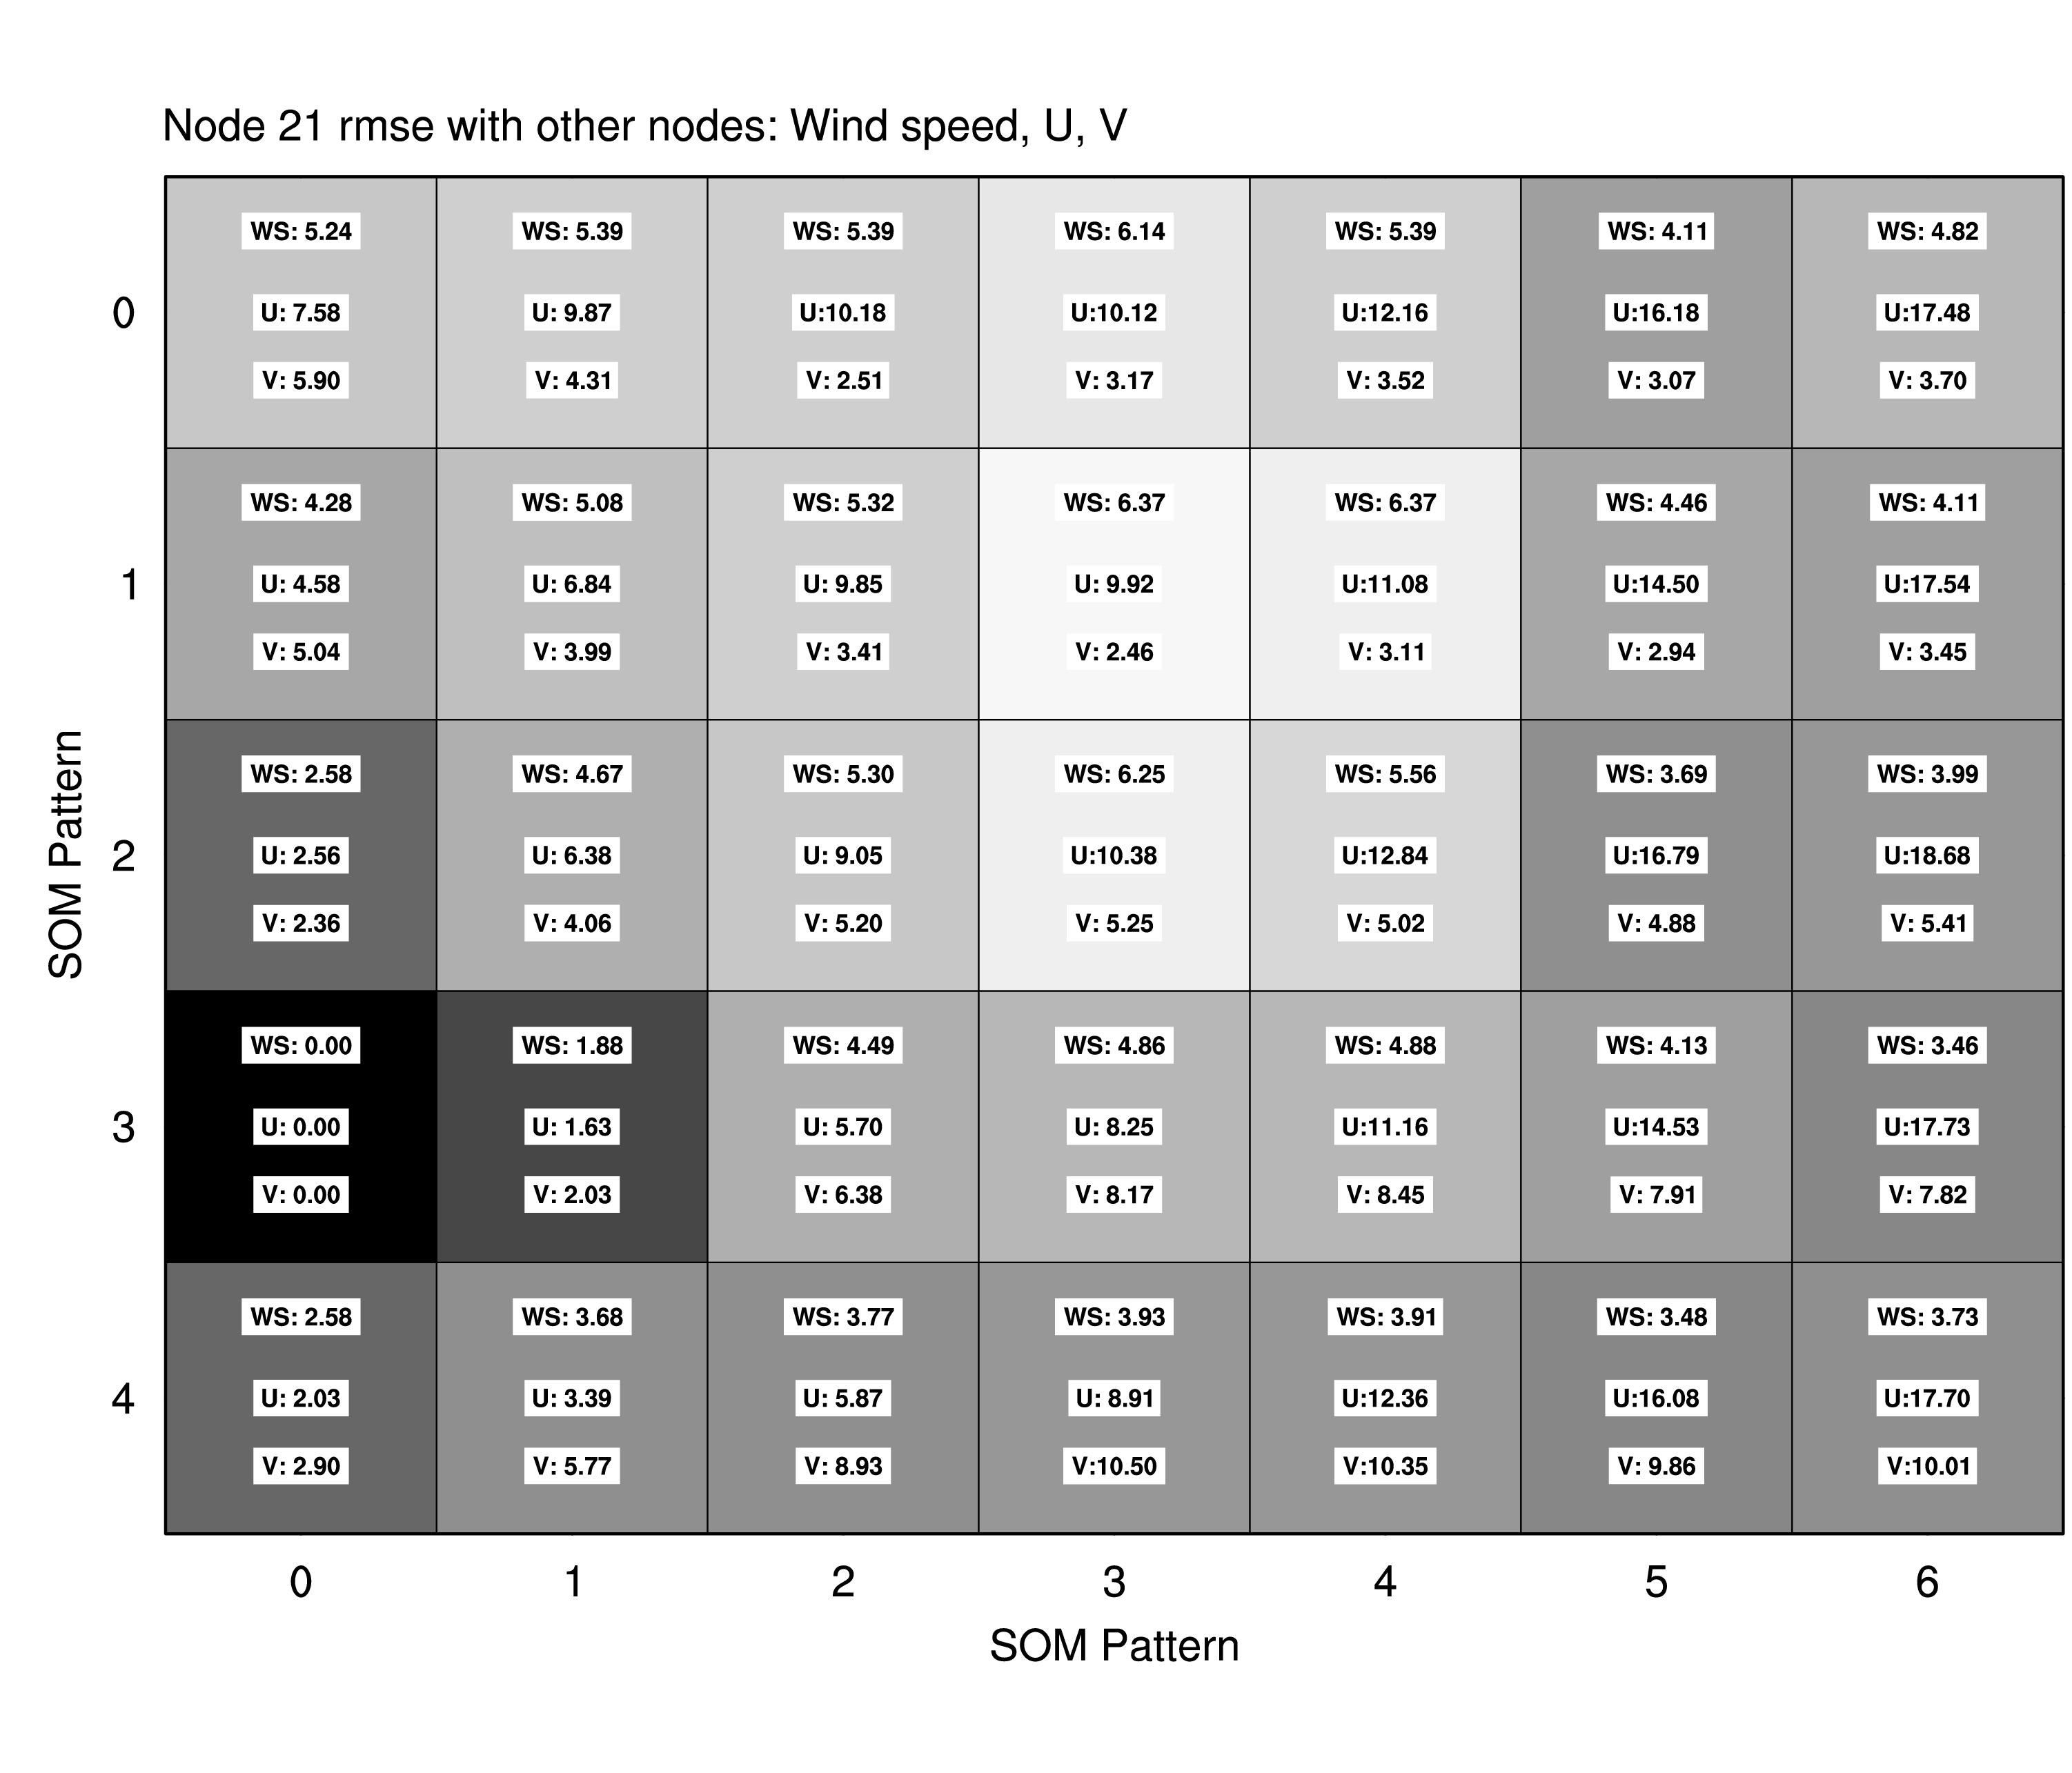 Node 21 rmse with other nodes: Wind speed, U, V
WS: 5.24 WS: 5.39 WS: 5.39 WS: 6.14 WS: 5.39 WS: 4.11 WS: 4.82
0 U: 7.58 U: 9.87 U:10.18 U:10.12 U:12.16 U:16.18 U:17.48
V: 5.90 V: 4.31 V: 2.51 V: 3.17 V: 3.52 V: 3.07 V: 3.70
WS: 4.28 WS: 5.08 WS: 5.32 WS: 6.37 WS: 6.37 WS: 4.46 WS: 4.11
1 U: 4.58 U: 6.84 U: 9.85 U: 9.92 U:11.08 U:14.50 U:17.54
V: 5.04 V: 3.99 V: 3.41 V: 2.46 V: 3.11 V: 2.94 V: 3.45
SOM Pattern
WS: 2.58 WS: 4.67 WS: 5.30 WS: 6.25 WS: 5.56 WS: 3.69 WS: 3.99
2 U: 2.56 U: 6.38 U: 9.05 U:10.38 U:12.84 U:16.79 U:18.68
V: 2.36 V: 4.06 V: 5.20 V: 5.25 V: 5.02 V: 4.88 V: 5.41
WS: 0.00 WS: 1.88 WS: 4.49 WS: 4.86 WS: 4.88 WS: 4.13 WS: 3.46
3 U: 0.00 U: 1.63 U: 5.70 U: 8.25 U:11.16 U:14.53 U:17.73
V: 0.00 V: 2.03 V: 6.38 V: 8.17 V: 8.45 V: 7.91 V: 7.82
WS: 2.58 WS: 3.68 WS: 3.77 WS: 3.93 WS: 3.91 WS: 3.48 WS: 3.73
4 U: 2.03 U: 3.39 U: 5.87 U: 8.91 U:12.36 U:16.08 U:17.70
V: 2.90 V: 5.77 V: 8.93 V:10.50 V:10.35 V: 9.86 V:10.01
0 1 2 3 4 5 6
SOM Pattern